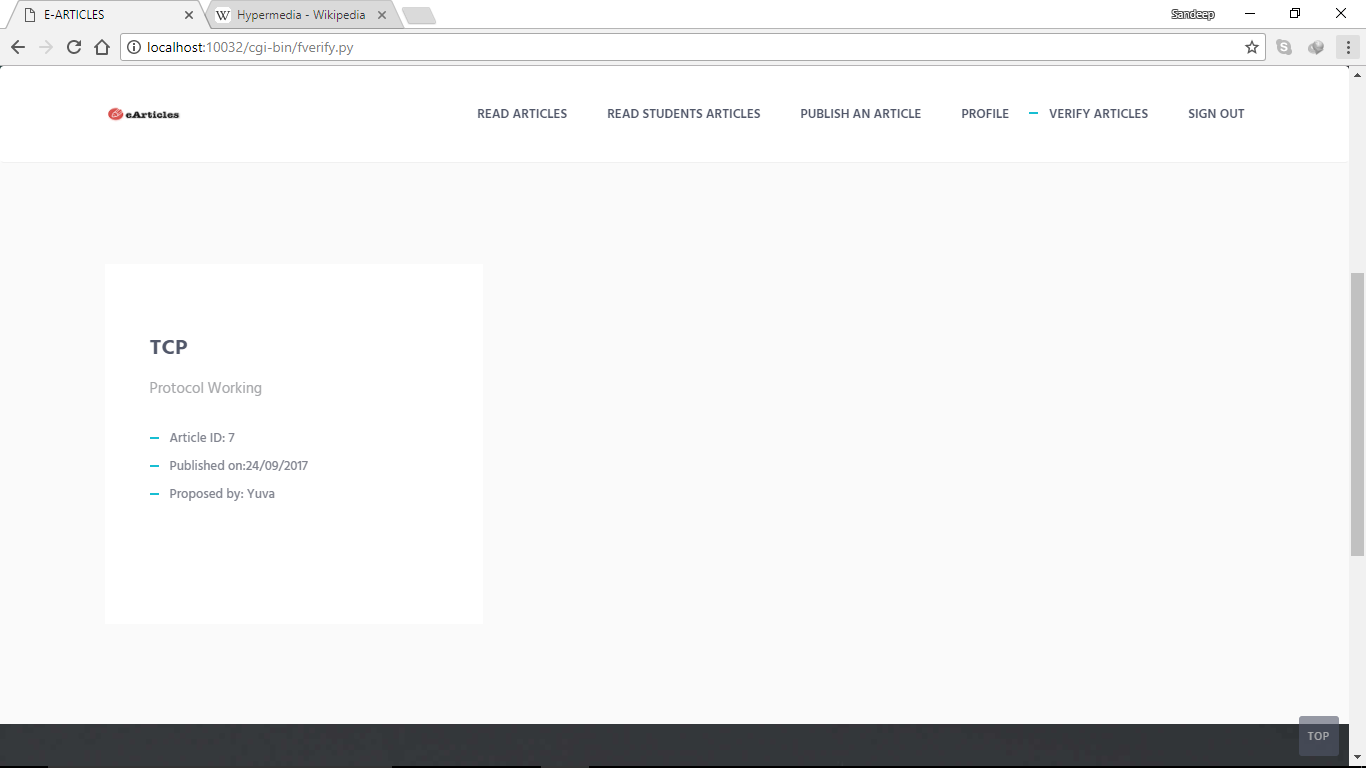 E-ARTICLES
Hypermedia - Wikipedia
Sandeep
localhost:10032/cgi-bin/fverify.py
eArticles
READ ARTICLES
READ STUDENTS ARTICLES
PUBLISH AN ARTICLE
PROFILE
VERIFY ARTICLES
SIGN OUT
TCP
Protocol Working
Article ID: 7
Published on:24/09/2017
Proposed by: Yuva
TOP